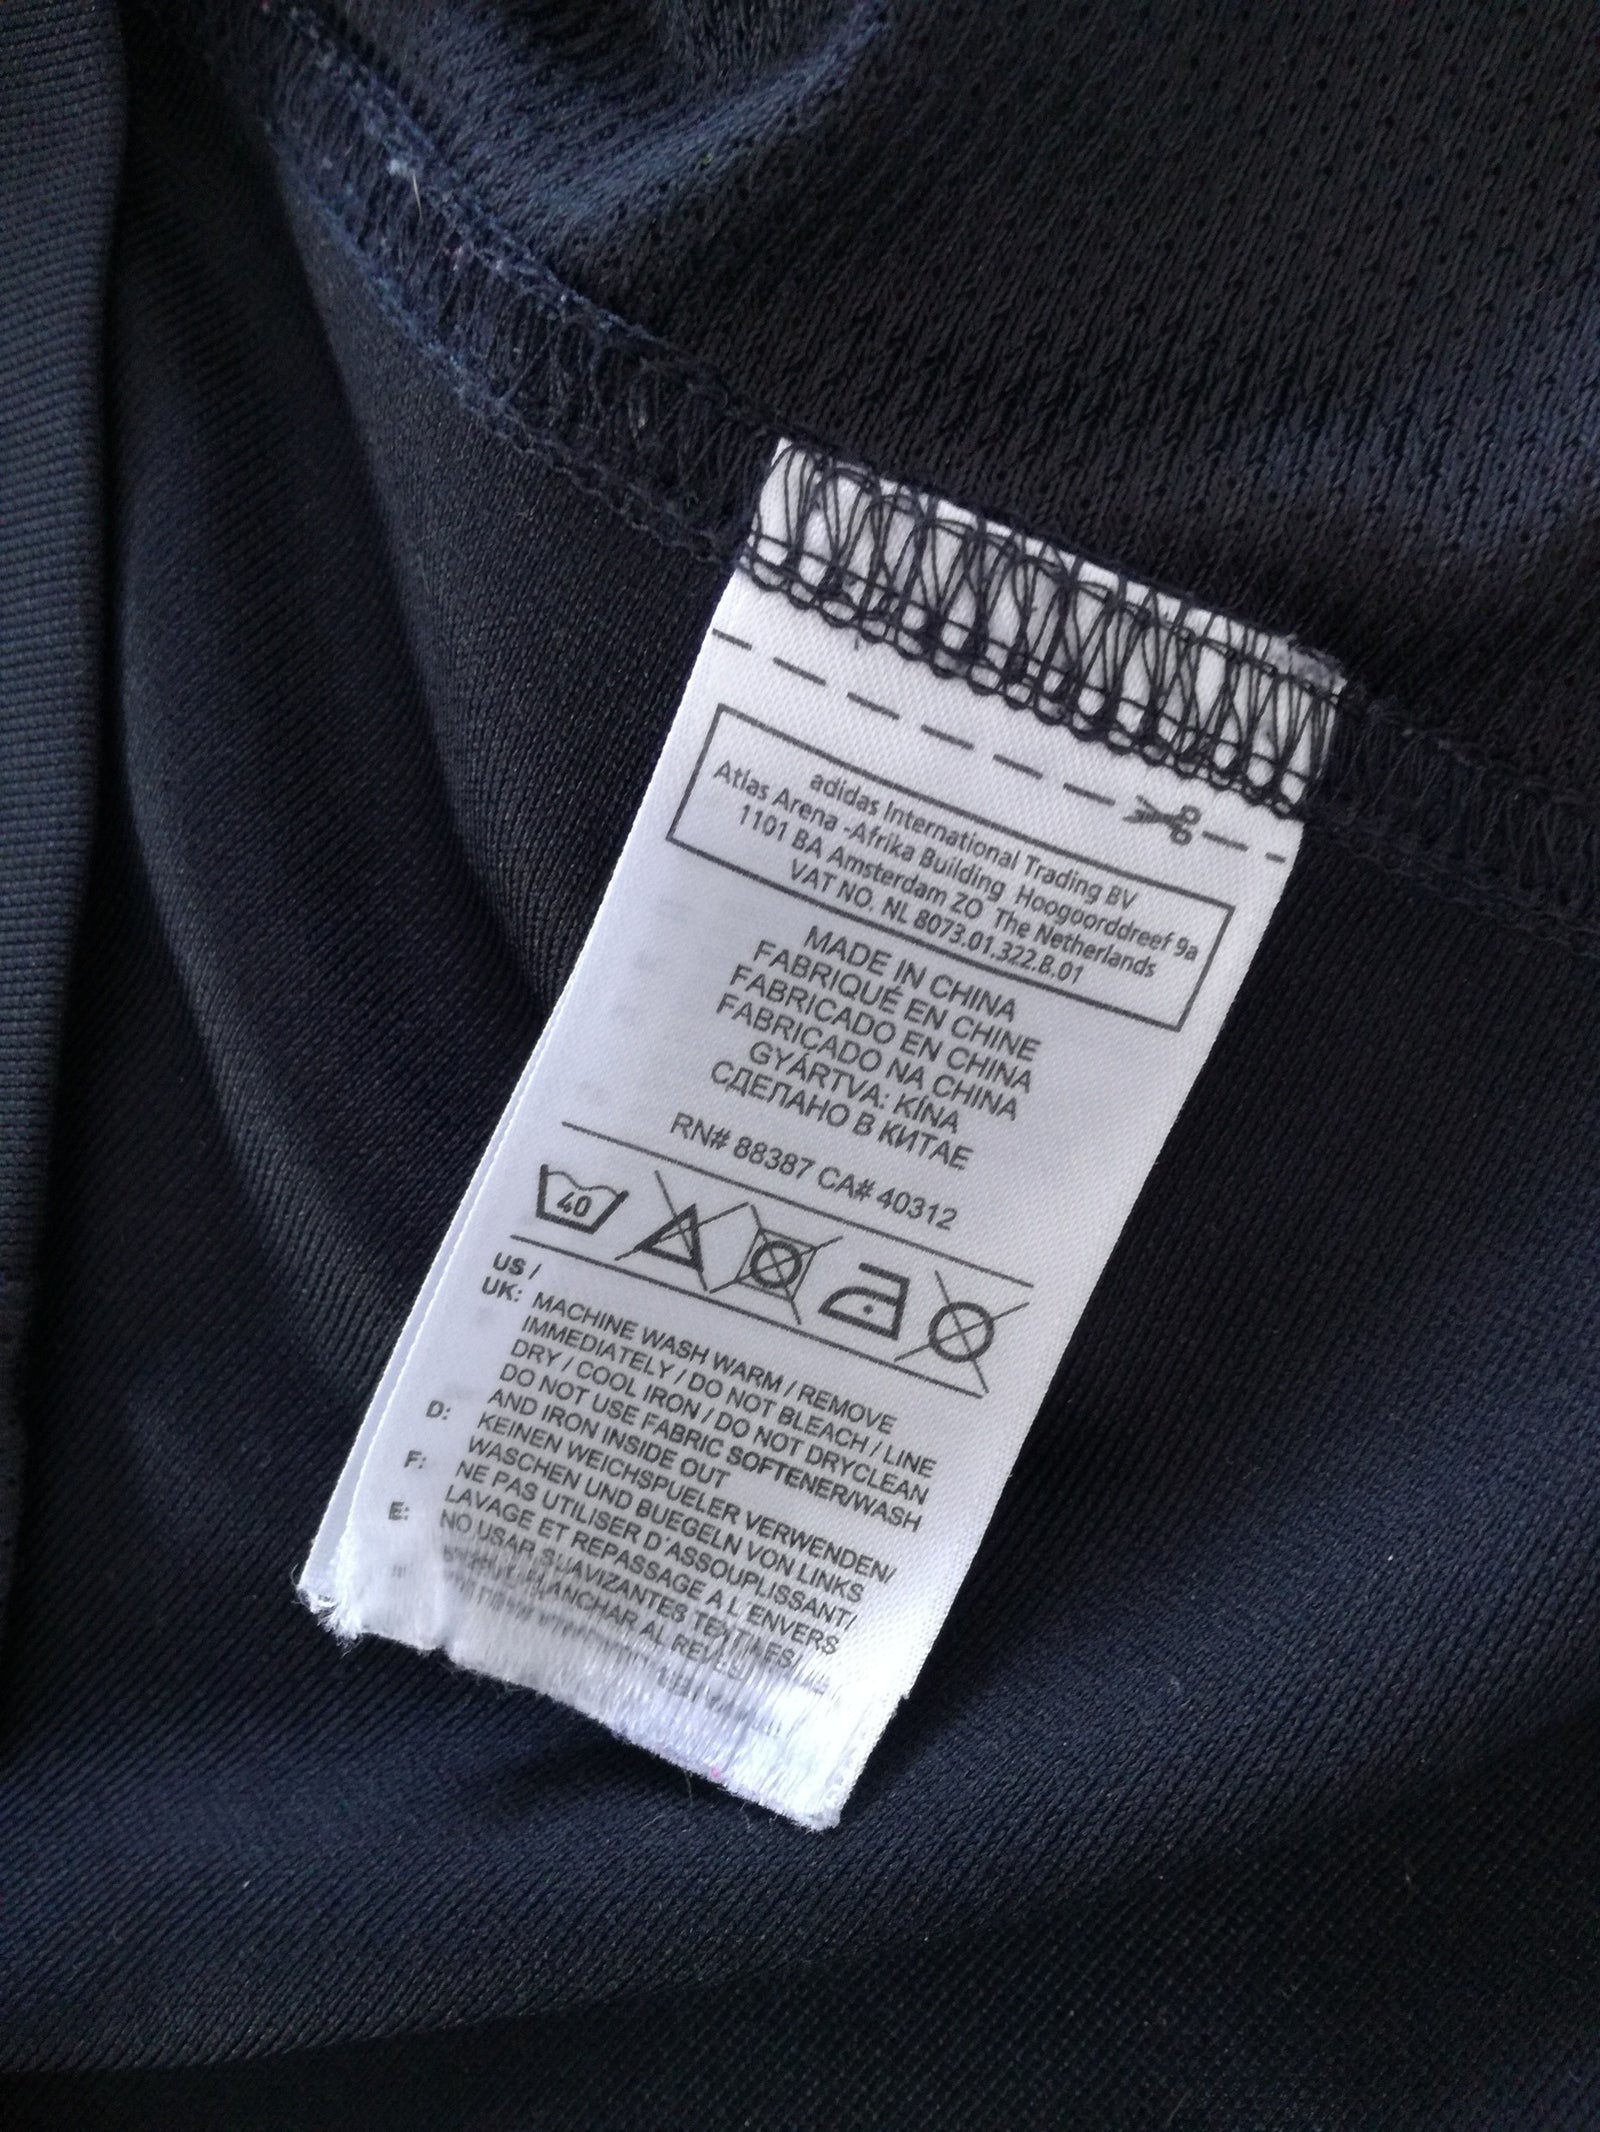 adidas International Trading BV
Atlas Arena -Afrika Building Hoogoorddreef 9a
1101 BA Amsterdam ZO The Netherlands
VAT NO. NL 8073.01.322.B.01
MADE IN CHINA
FABRIQUÉ EN CHINE
FABRICADO EN CHINA
FABRICADO NA CHINA
GYÁRTVA: KÍNA
СДЕЛАНО В КИТАЕ
RN# 88387 CA# 40312
40
US /
UK: MACHINE WASH WARM / REMOVE
IMMEDIATELY / DO NOT BLEACH / LINE
DRY / COOL IRON / DO NOT DRYCLEAN
DO NOT USE FABRIC SOFTENER/WASH
AND IRON INSIDE OUT
D: KEINEN WEICHSPUELER VERWENDEN/
WASCHEN UND BUEGELN VON LINKS
F: NE PAS UTILISER D'ASSOUPLISSANT/
LAVAGE ET REPASSAGE A L'ENVERS
E: NO USAR SUAVIZANTES TEXTILES/
PLANCHAR AL REVES